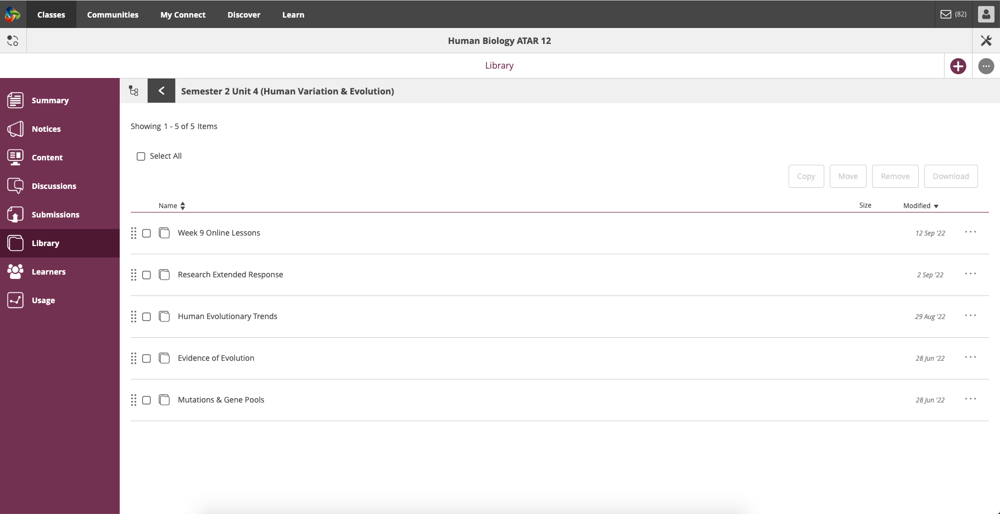 Classes Communities My Connect Discover Learn (82)
Human Biology ATAR 12
Library
Summary
Notices
Content
Discussions
Submissions
Library
Learners
Usage
Semester 2 Unit 4 (Human Variation & Evolution)
Showing 1 - 5 of 5 Items
Select All
Copy Move Remove Download
Name Size Modified
Week 9 Online Lessons 12 Sep '22
Research Extended Response 2 Sep '22
Human Evolutionary Trends 29 Aug '22
Evidence of Evolution 28 Jun '22
Mutations & Gene Pools 28 Jun '22